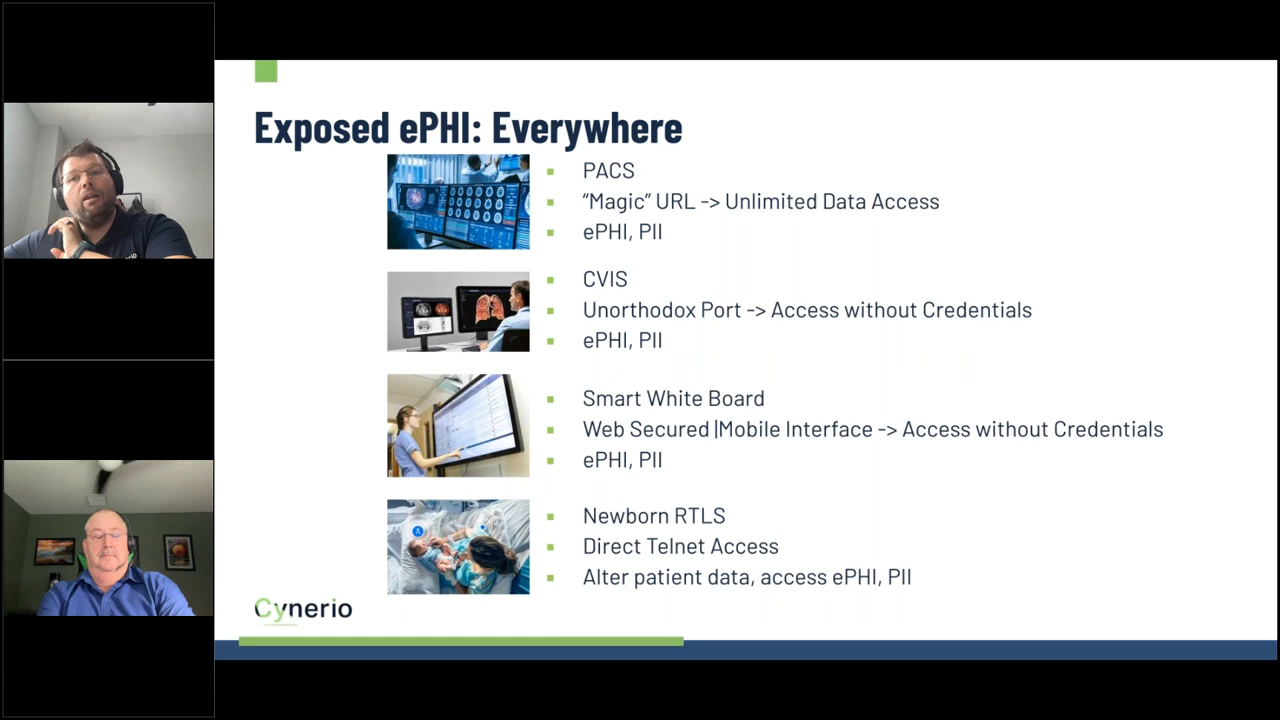 Exposed ePHI: Everywhere
PACS
“Magic” URL -> Unlimited Data Access
ePHI, PII
CVIS
Unorthodox Port -> Access without Credentials
ePHI, PII
Smart White Board
Web Secured |Mobile Interface -> Access without Credentials
ePHI, PII
Newborn RTLS
Direct Telnet Access
Alter patient data, access ePHI, PII
Cynerio